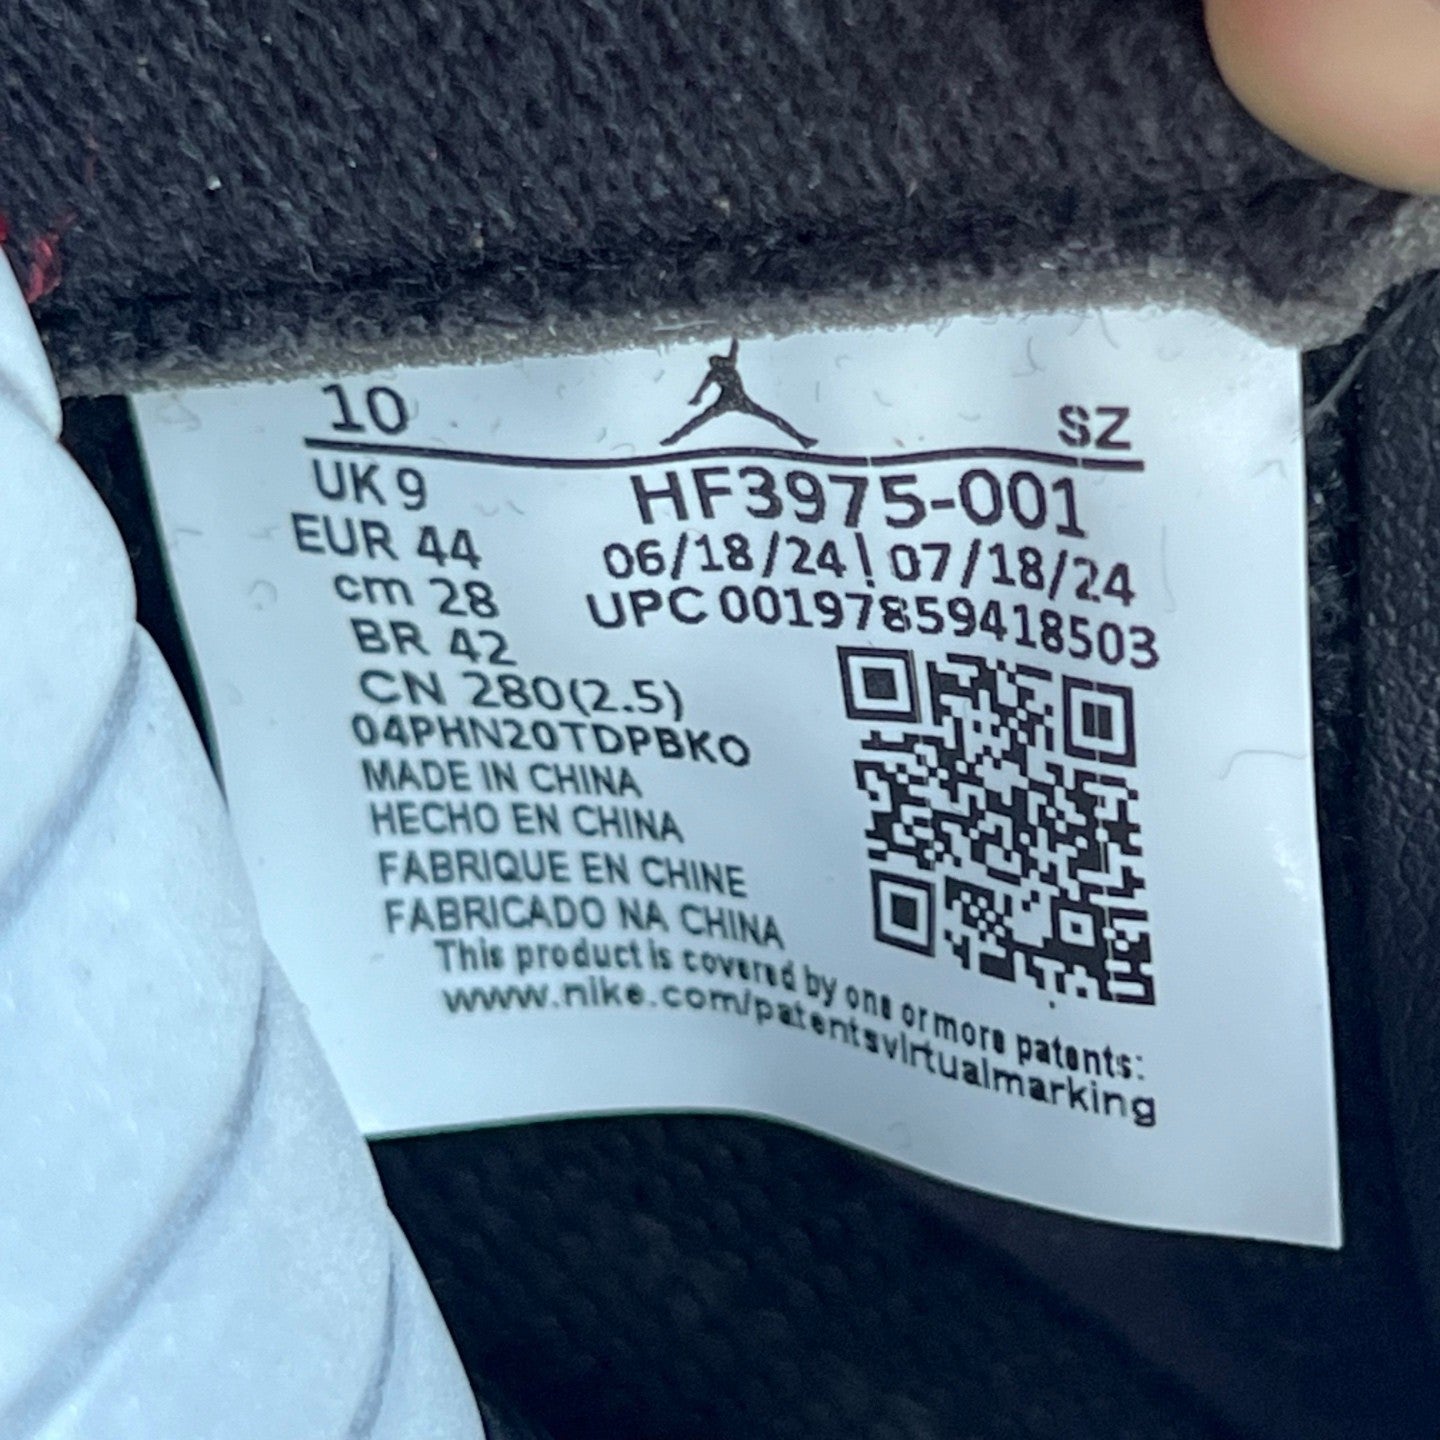 10 SZ
UK 9 HF3975-001
EUR 44 06/18/24 | 07/18/24
cm 28 UPC 00197859418503
BR 42
CN 280(2.5)
04PHN20TDPBKO
MADE IN CHINA
HECHO EN CHINA
FABRIQUE EN CHINE
FABRICADO NA CHINA
This product is covered by one or more patents:
www.nike.com/patentsvirtualmarking